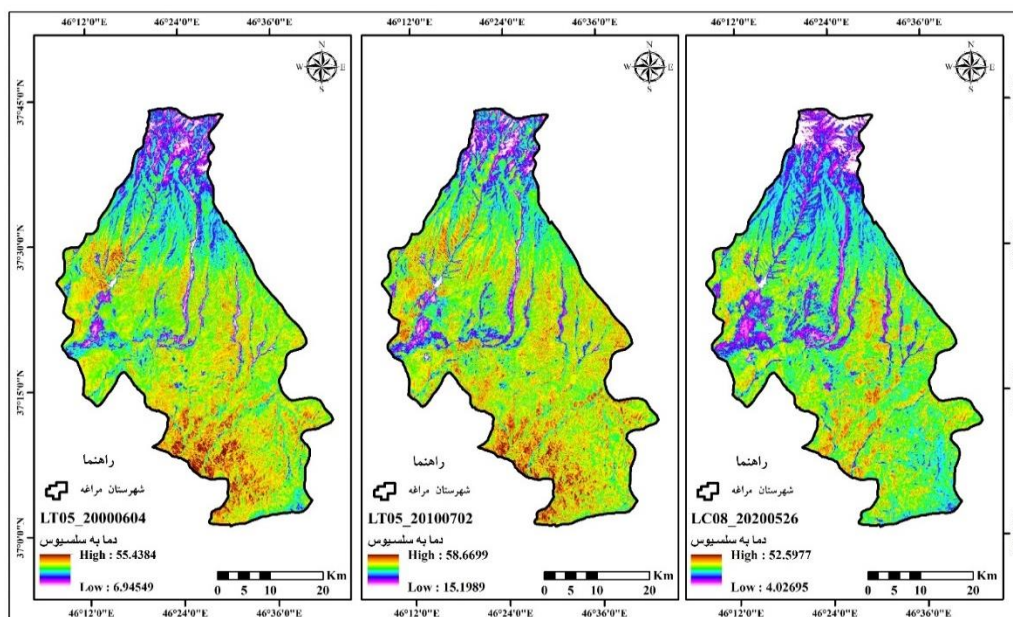 46°12'0"E 46°24'0"E 46°36'0"E
46°12'0"E 46°24'0"E 46°36'0"E
46°12'0"E 46°24'0"E 46°36'0"E
N
W E
S
N
W E
S
N
W E
S
37°45'0"N
37°30'0"N
37°15'0"N
37°0'0"N
راهنما
شهرستان مراغه
LT05_20000604
دما به سلسیوس
High : 55.4384
Low : 6.94549
Km
0 5 10 20
راهنما
شهرستان مراغه
LT05_20100702
دما به سلسیوس
High : 58.6699
Low : 15.1989
Km
0 5 10 20
راهنما
شهرستان مراغه
LC08_20200526
دما به سلسیوس
High : 52.5977
Low : 4.02695
Km
0 5 10 20
46°12'0"E 46°24'0"E 46°36'0"E
46°12'0"E 46°24'0"E 46°36'0"E
46°12'0"E 46°24'0"E 46°36'0"E